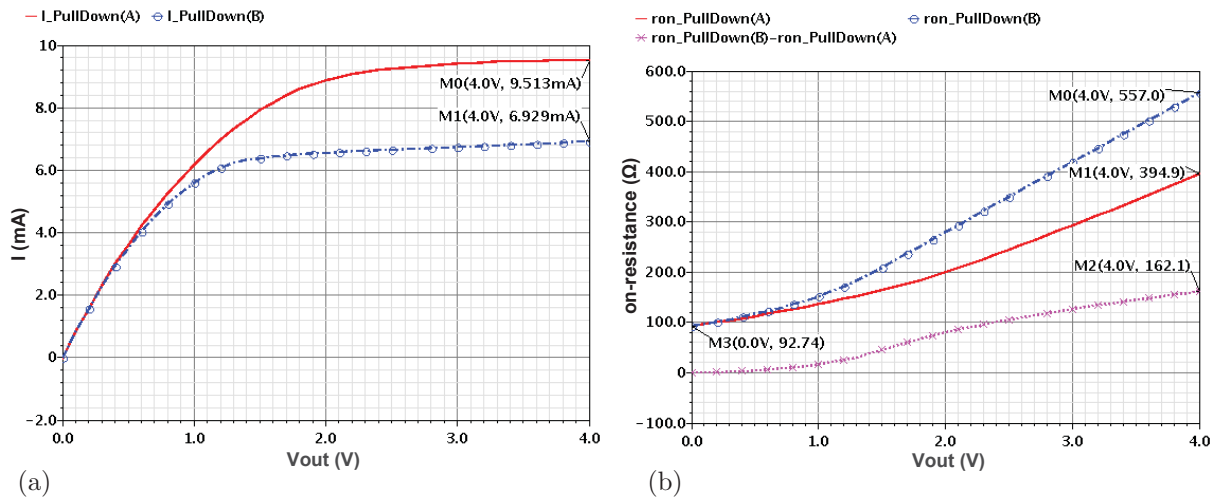 I_PullDown(A) I_PullDown(B)
10
8.0
6.0
4.0
2.0
0
−2.0
I (mA)
M0(4.0V, 9.513mA)
M1(4.0V, 6.929mA)
0.0 1.0 2.0 3.0 4.0
Vout (V)
(a)
ron_PullDown(A) ron_PullDown(B)
ron_PullDown(B)−ron_PullDown(A)
600.0
500.0
400.0
300.0
200.0
100.0
0
−100.0
on-resistance (Ω)
M0(4.0V, 557.0)
M1(4.0V, 394.9)
M2(4.0V, 162.1)
M3(0.0V, 92.74)
0.0 1.0 2.0 3.0 4.0
Vout (V)
(b)